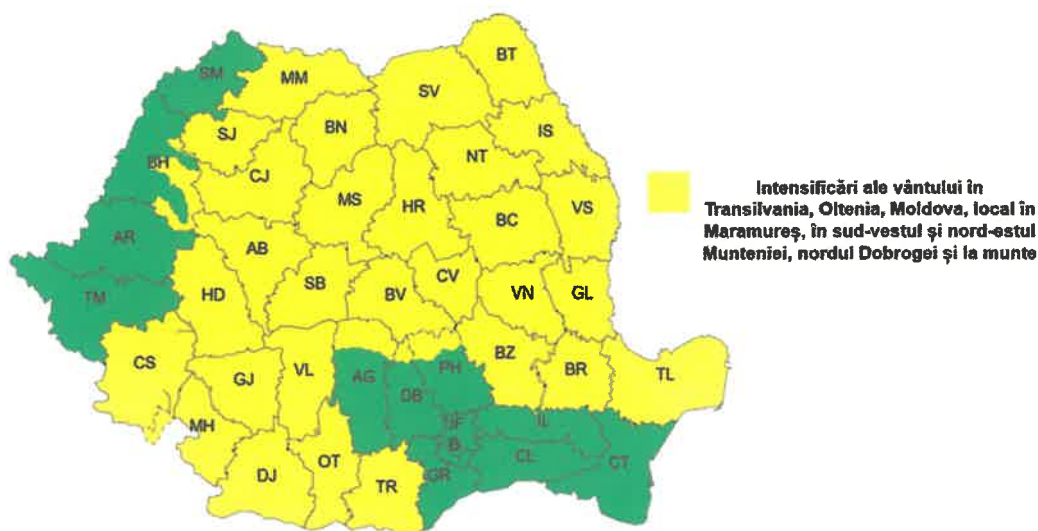 BT
SM
MM
SV
SJ
BN
IS
BH
NT
CJ
MS
HR
BC
VS
AR
AB
TM
HD
SB
BV
CV
VN
GL
CS
GJ
VL
AG
DB
PH
BZ
BR
TL
MH
IF
IL
B
DJ
OT
TR
GR
CL
CT
Intensificări ale vântului în
Transilvania, Oltenia, Moldova, local în
Maramureș, în sud-vestul și nord-estul
Munteniei, nordul Dobrogei și la munte